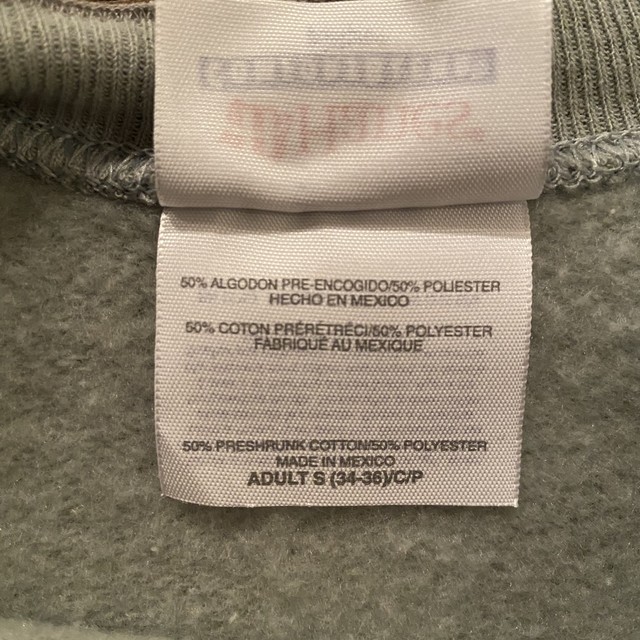 50% ALGODON PRE-ENCOGIDO/50% POLIESTER
HECHO EN MEXICO
50% COTON PRÉRÉTRÉCI/50% POLYESTER
FABRIQUÉ AU MEXIQUE
50% PRESHRUNK COTTON/50% POLYESTER
MADE IN MEXICO
ADULT S (34-36)/C/P